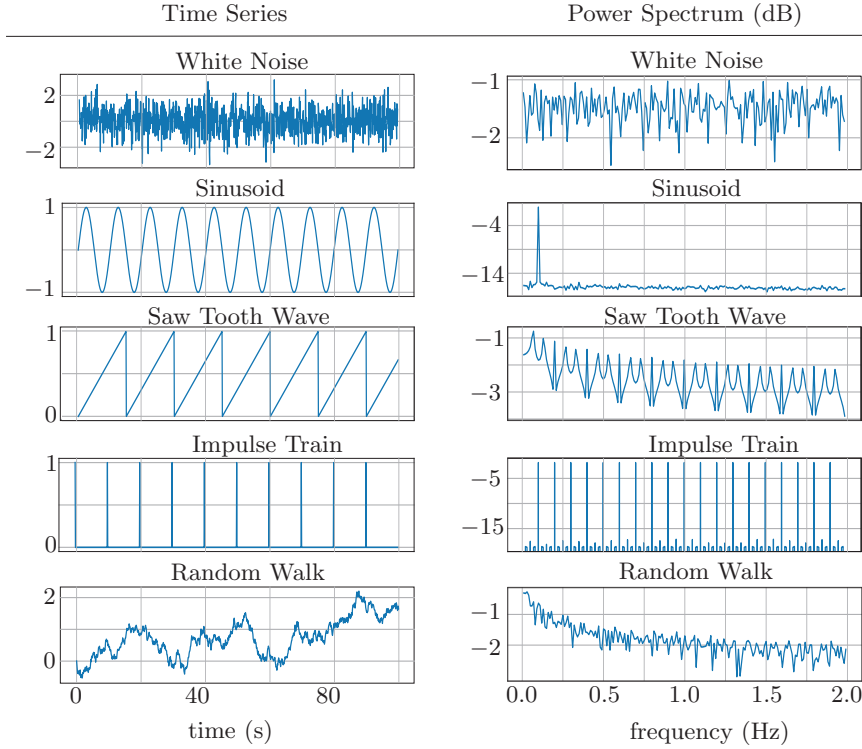 Time Series
Power Spectrum (dB)
White Noise
2
−2
White Noise
−1
−2
Sinusoid
1
−1
Sinusoid
−4
−14
Saw Tooth Wave
1
0
Saw Tooth Wave
−1
−3
Impulse Train
1
0
Impulse Train
−5
−15
Random Walk
2
0
0 40 80
time (s)
Random Walk
−1
−2
0.0 0.5 1.0 1.5 2.0
frequency (Hz)